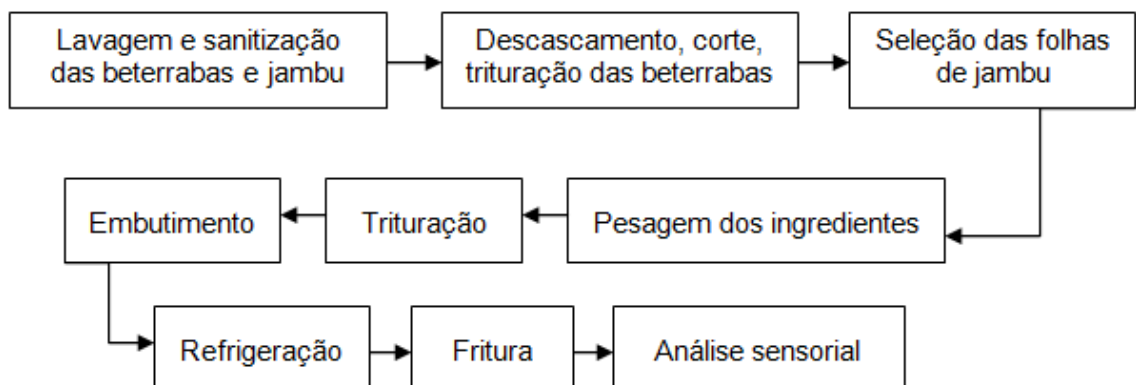 Lavagem e sanitização
das beterrabas e jambu
Descascamento, corte,
trituração das beterrabas
Seleção das folhas
de jambu
Pesagem dos ingredientes
Trituração
Embutimento
Refrigeração
Fritura
Análise sensorial